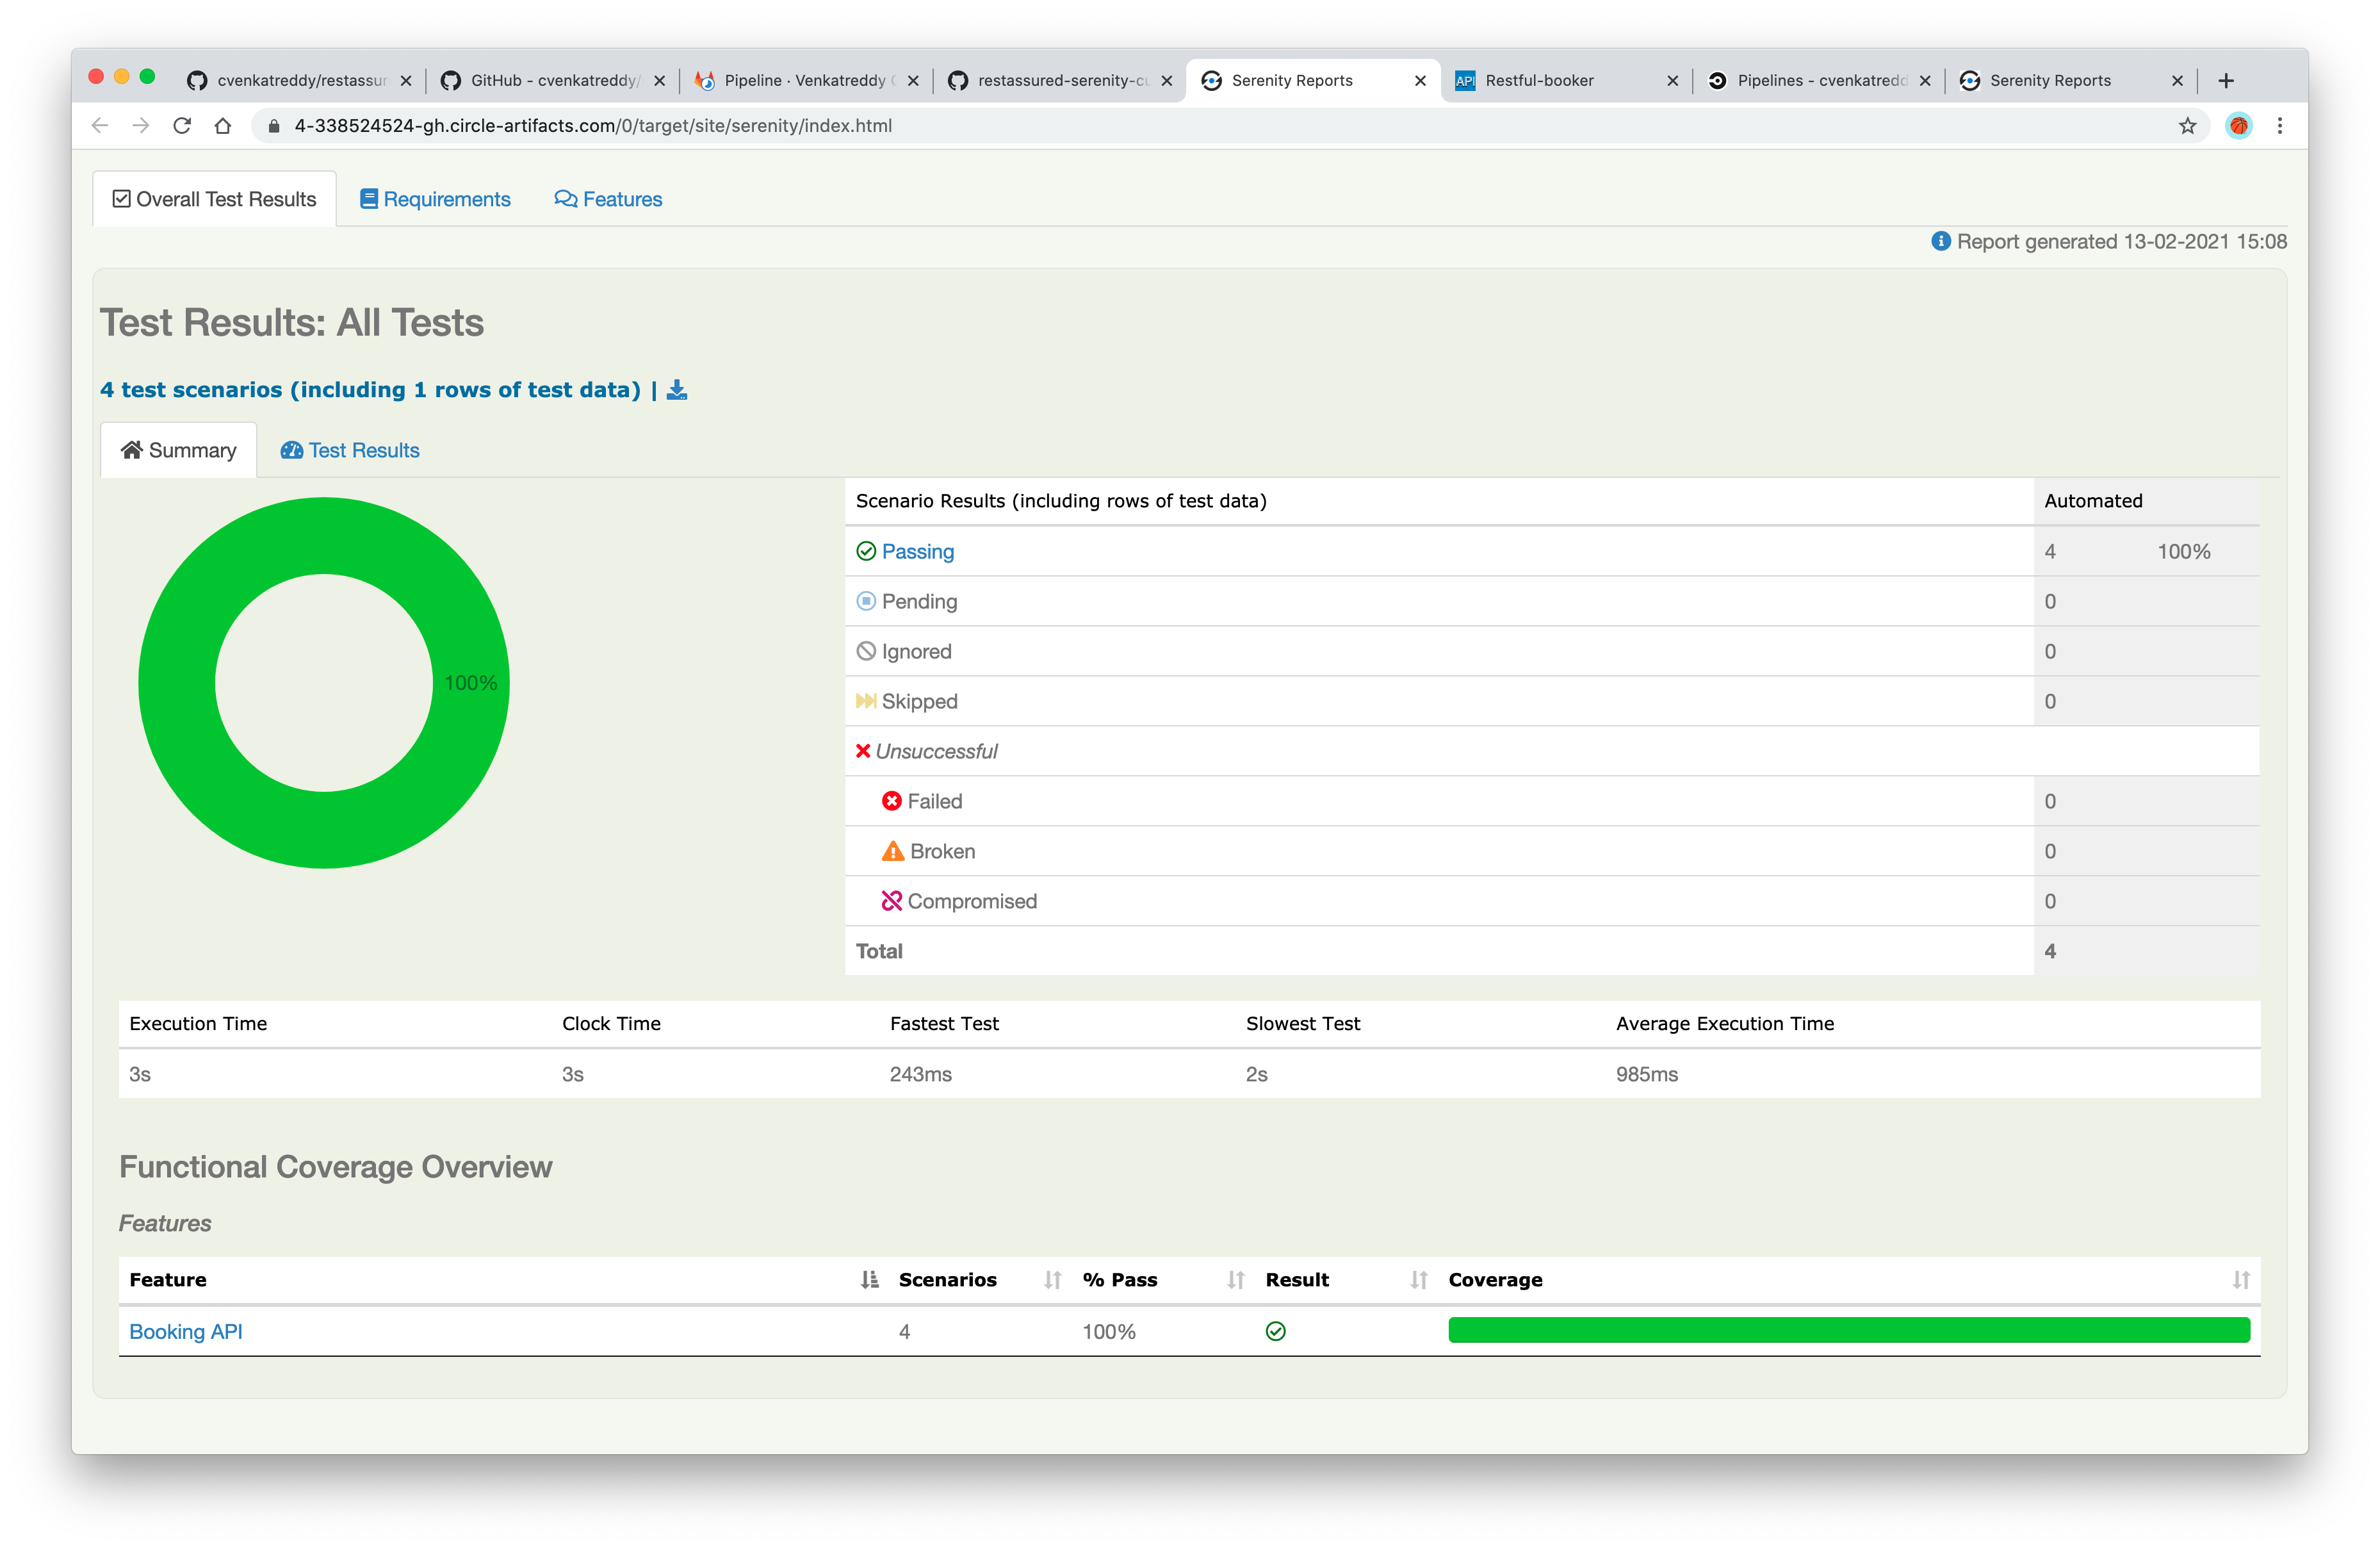 cvenkatreddy/restassur
GitHub - cvenkatreddy/
Pipeline · Venkatreddy
restassured-serenity-cu
Serenity Reports
API Restful-booker
Pipelines - cvenkatredd
Serenity Reports
4-338524524-gh.circle-artifacts.com/0/target/site/serenity/index.html
Overall Test Results Requirements Features
Report generated 13-02-2021 15:08
Test Results: All Tests
4 test scenarios (including 1 rows of test data) |
Summary Test Results
100%
Scenario Results (including rows of test data) Automated
Passing 4 100%
Pending 0
Ignored 0
Skipped 0
Unsuccessful
Failed 0
Broken 0
Compromised 0
Total 4
Execution Time Clock Time Fastest Test Slowest Test Average Execution Time
3s 3s 243ms 2s 985ms
Functional Coverage Overview
Features
Feature Scenarios % Pass Result Coverage
Booking API 4 100%